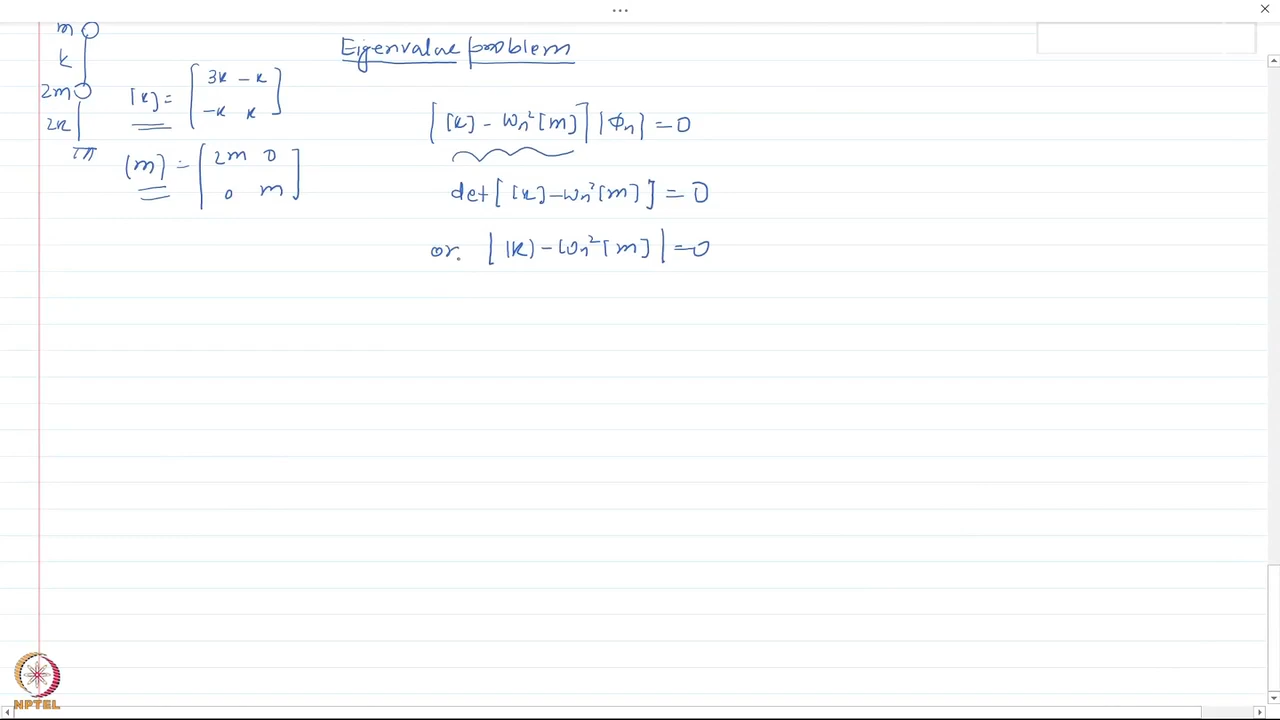 m
k
2m
2k
Eigenvalue problem
[k] = [3k -k
-k k]
(m) = [2m 0
0 m]
[[k] - ωn²[m]] |φn| = 0
det[[k] - ωn²[m]] = 0
or. |[k) - ωn²[m]| = 0
NPTEL